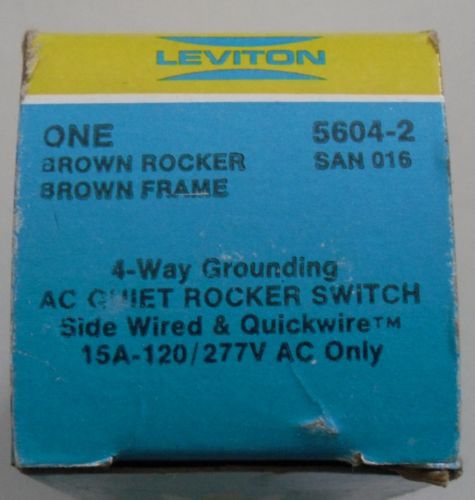 LEVITON
ONE 5604-2
BROWN ROCKER SAN 016
BROWN FRAME
4-Way Grounding
AC QUIET ROCKER SWITCH
Side Wired & Quickwire™
15A-120/277V AC Only